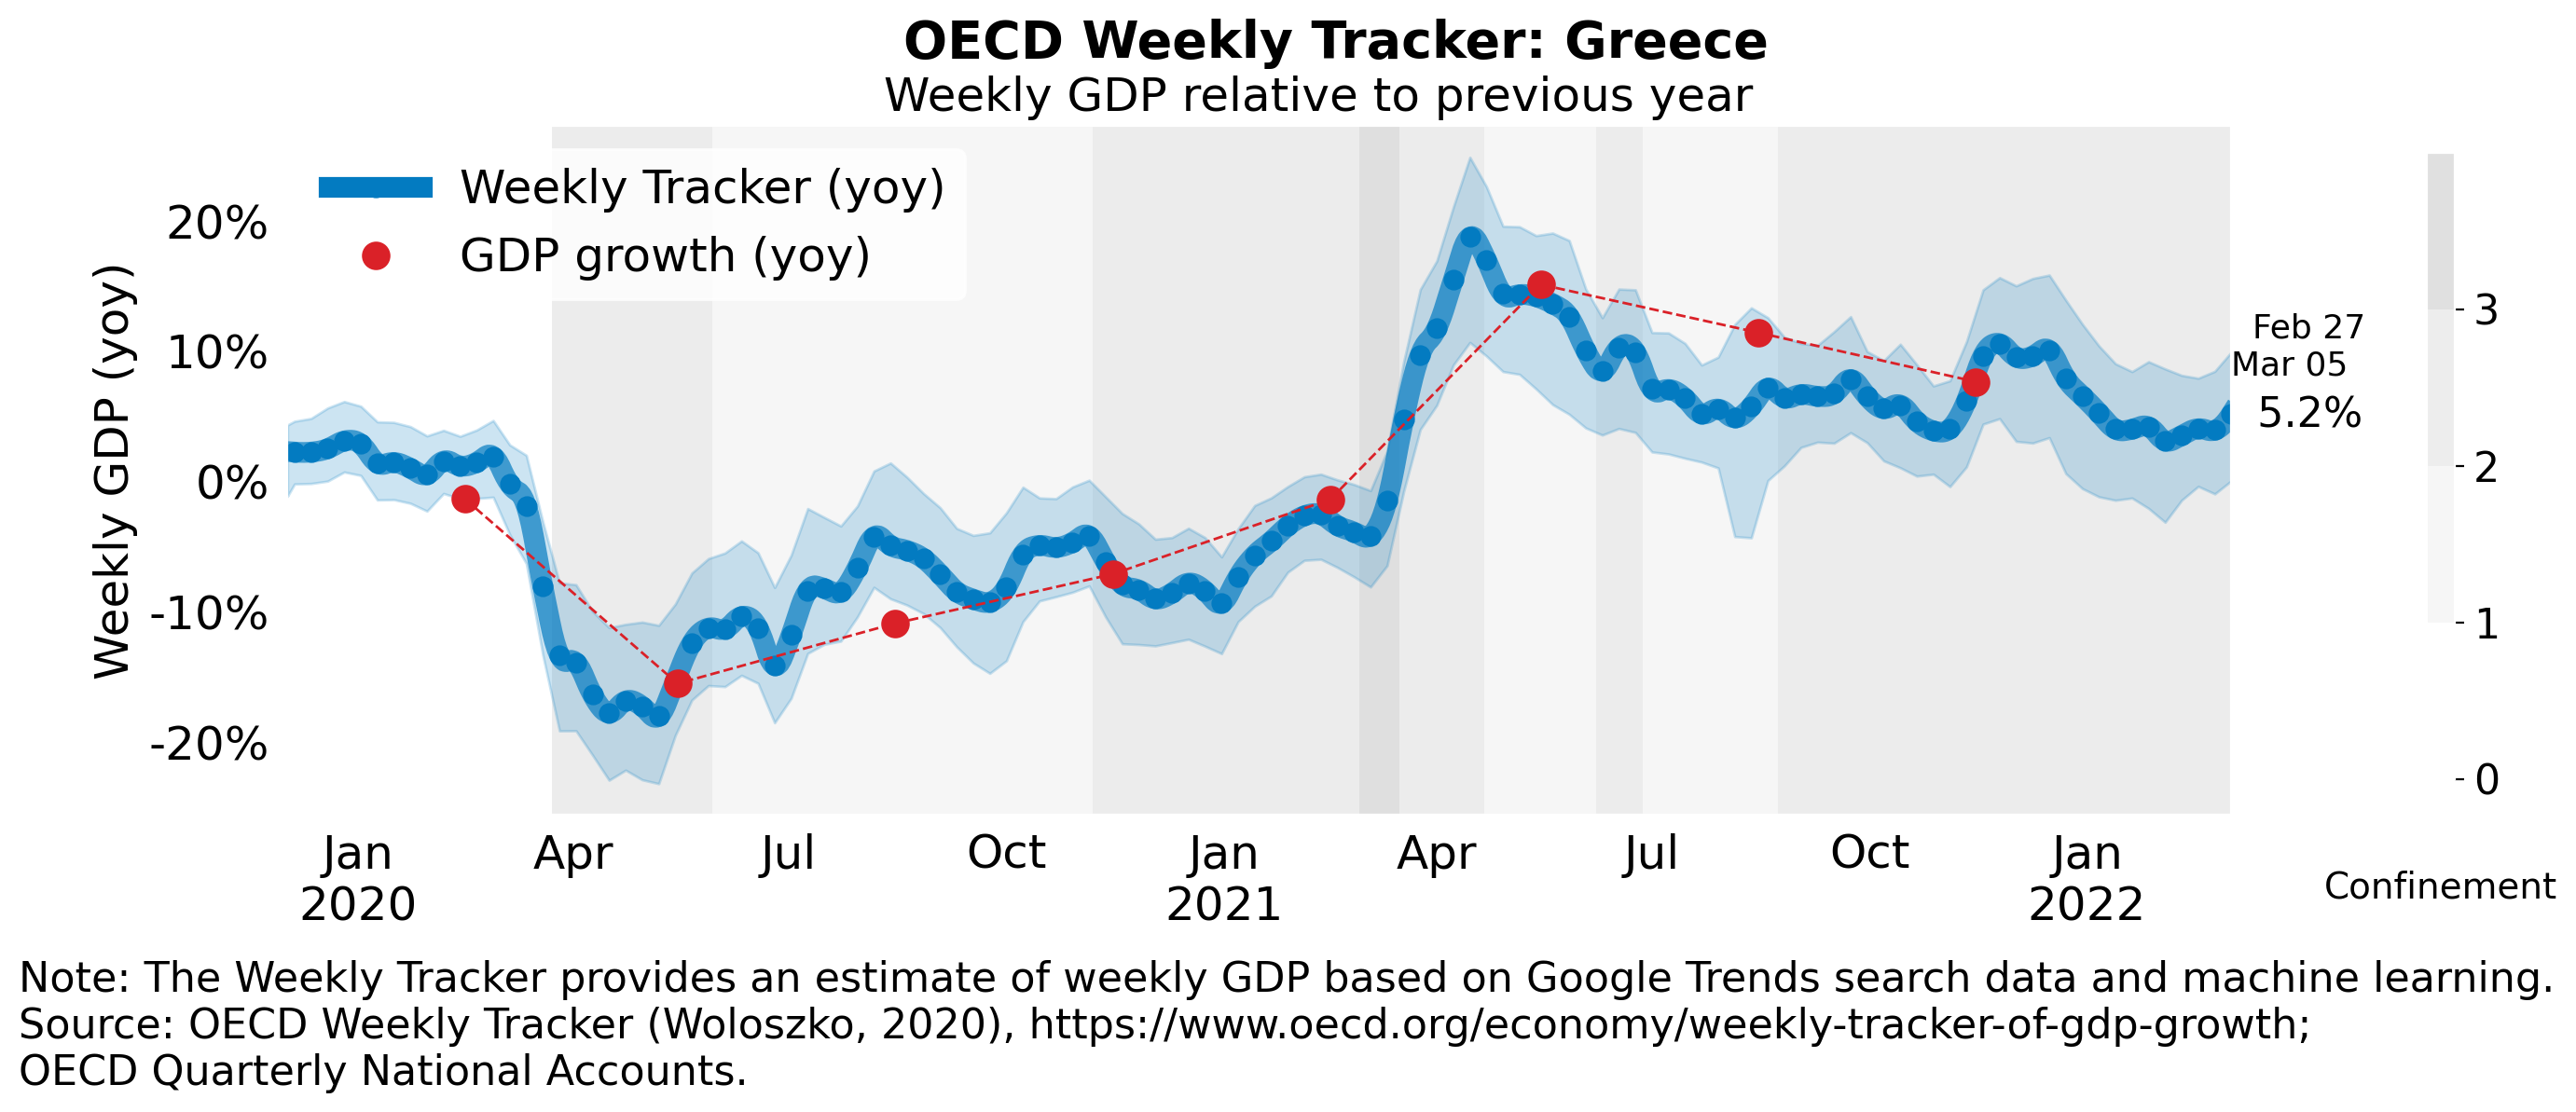 OECD Weekly Tracker: Greece
Weekly GDP relative to previous year
Weekly Tracker (yoy)
GDP growth (yoy)
Weekly GDP (yoy)
20%
10%
0%
-10%
-20%
Feb 27
Mar 05
5.2%
3
2
1
0
Jan
2020
Apr
Jul
Oct
Jan
2021
Apr
Jul
Oct
Jan
2022
Confinement
Note: The Weekly Tracker provides an estimate of weekly GDP based on Google Trends search data and machine learning.
Source: OECD Weekly Tracker (Woloszko, 2020), https://www.oecd.org/economy/weekly-tracker-of-gdp-growth;
OECD Quarterly National Accounts.